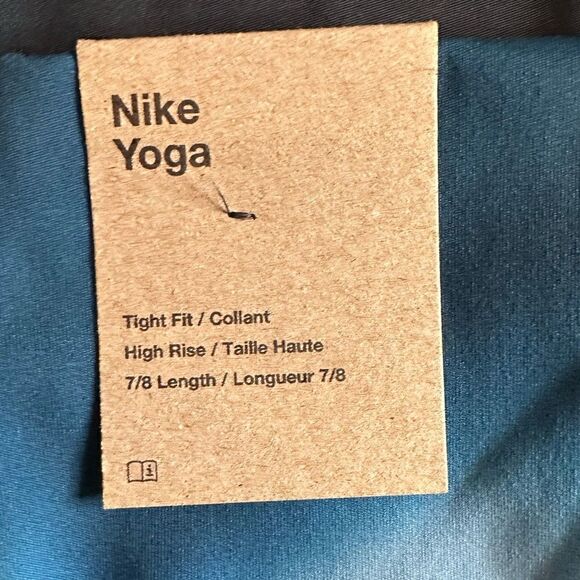 Nike
Yoga
Tight Fit / Collant
High Rise / Taille Haute
7/8 Length / Longueur 7/8
i